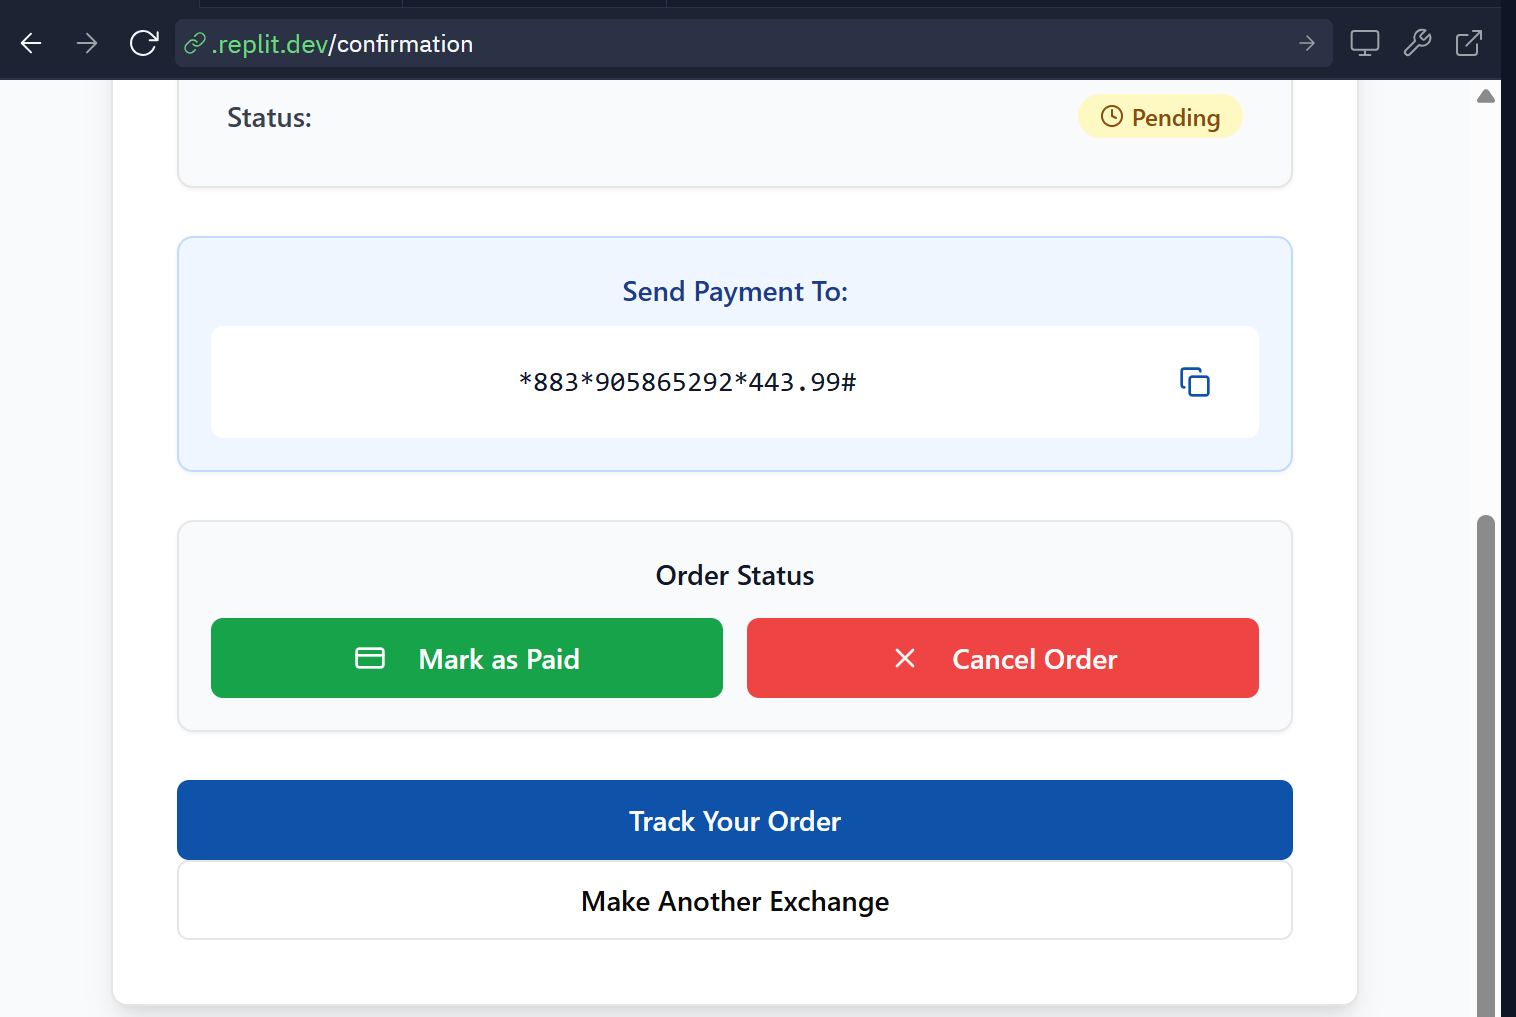 .replit.dev/confirmation
Status:
Pending
Send Payment To:
*883*905865292*443.99#
Order Status
Mark as Paid
Cancel Order
Track Your Order
Make Another Exchange